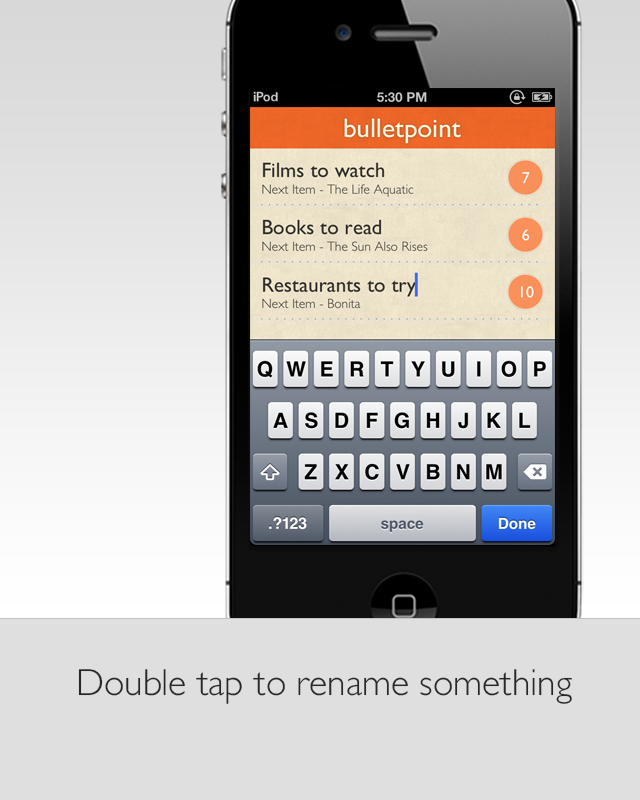 iPod 5:30 PM
bulletpoint
Films to watch
Next Item - The Life Aquatic
7
Books to read
Next Item - The Sun Also Rises
6
Restaurants to try
Next Item - Bonita
10
Q W E R T Y U I O P
A S D F G H J K L
Z X C V B N M
.?123 space Done
Double tap to rename something